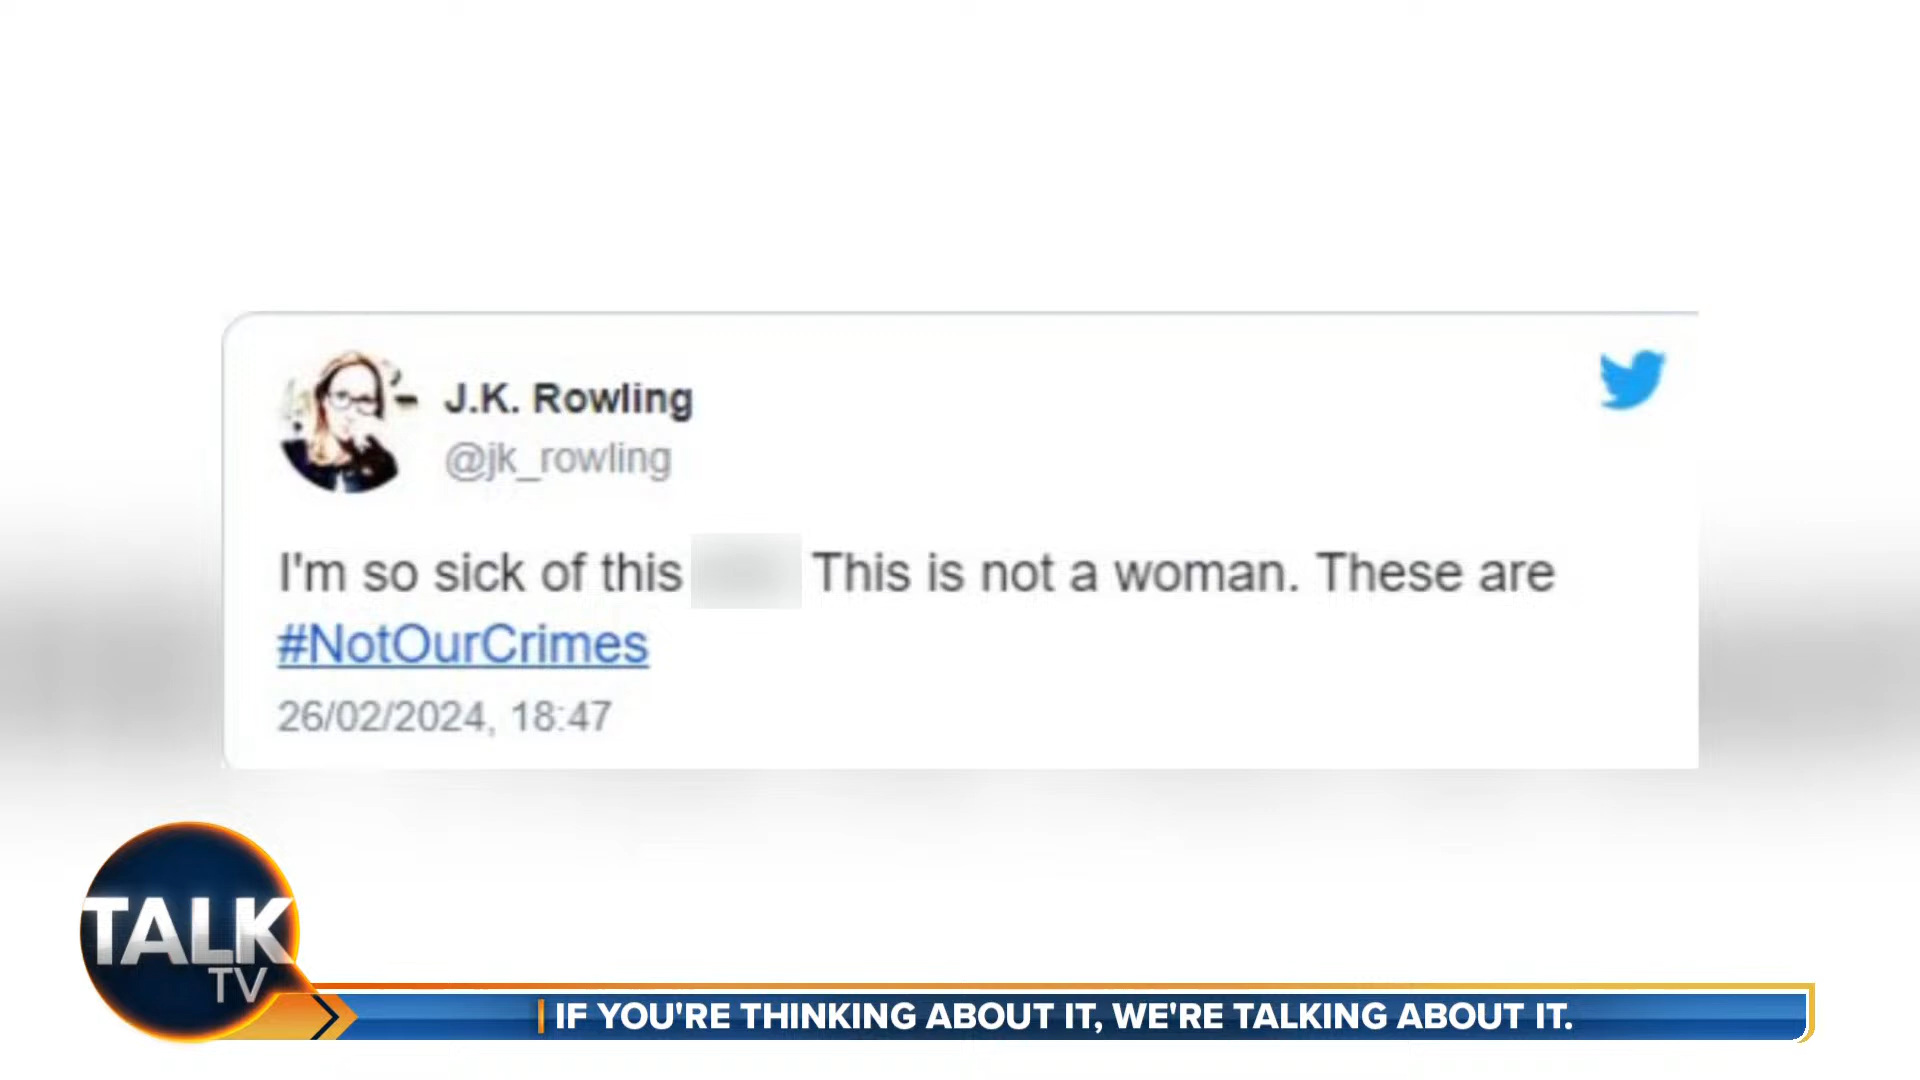 J.K. Rowling
@jk_rowling
I'm so sick of this This is not a woman. These are
#NotOurCrimes
26/02/2024, 18:47
TALK
TV
IF YOU'RE THINKING ABOUT IT, WE'RE TALKING ABOUT IT.